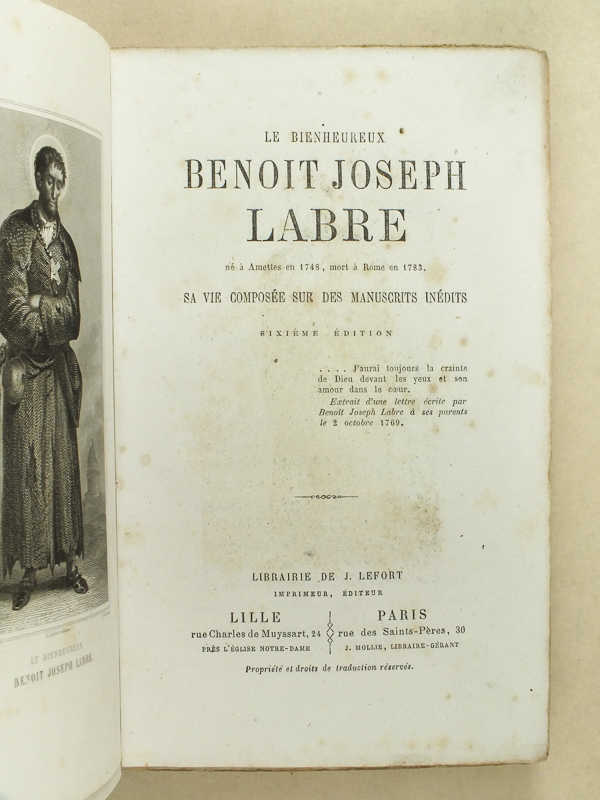 LE BIENHEUREUX
BENOIT JOSEPH LABRE.
LE BIENHEUREUX
BENOIT JOSEPH
LABRE
né à Amettes en 1748, mort à Rome en 1783.
SA VIE COMPOSÉE SUR DES MANUSCRITS INÉDITS
SIXIÈME ÉDITION
. . . . J'aurai toujours la crainte
de Dieu devant les yeux et son
amour dans le cœur.
Extrait d'une lettre écrite par
Benoît Joseph Labre à ses parents
le 2 octobre 1769.
LIBRAIRIE DE J. LEFORT
IMPRIMEUR, ÉDITEUR
LILLE
rue Charles de Muyssart, 24
PRÈS L'ÉGLISE NOTRE-DAME
PARIS
rue des Saints-Pères, 30
J. MOLLIE, LIBRAIRE-GÉRANT
Propriété et droits de traduction réservés.